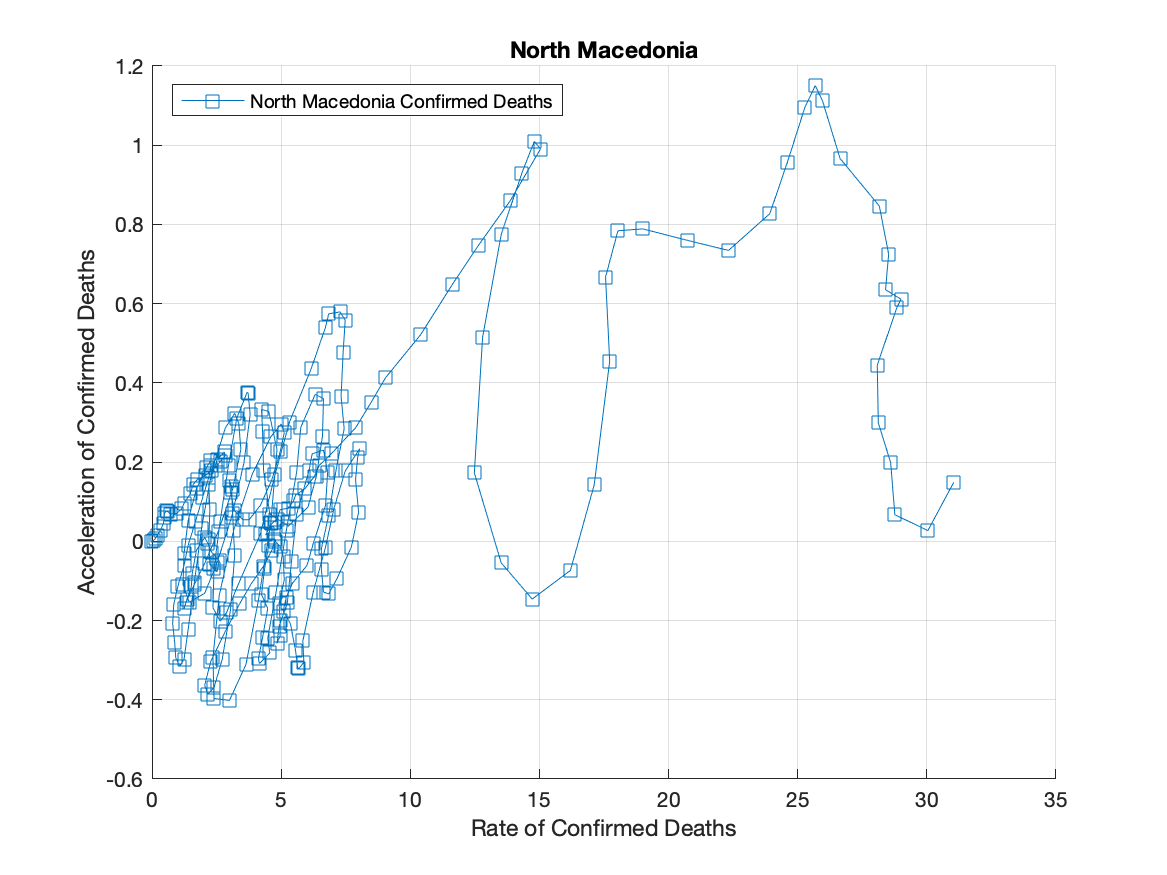 North Macedonia
North Macedonia Confirmed Deaths
Acceleration of Confirmed Deaths
1.2
1
0.8
0.6
0.4
0.2
0
-0.2
-0.4
-0.6
0 5 10 15 20 25 30 35
Rate of Confirmed Deaths